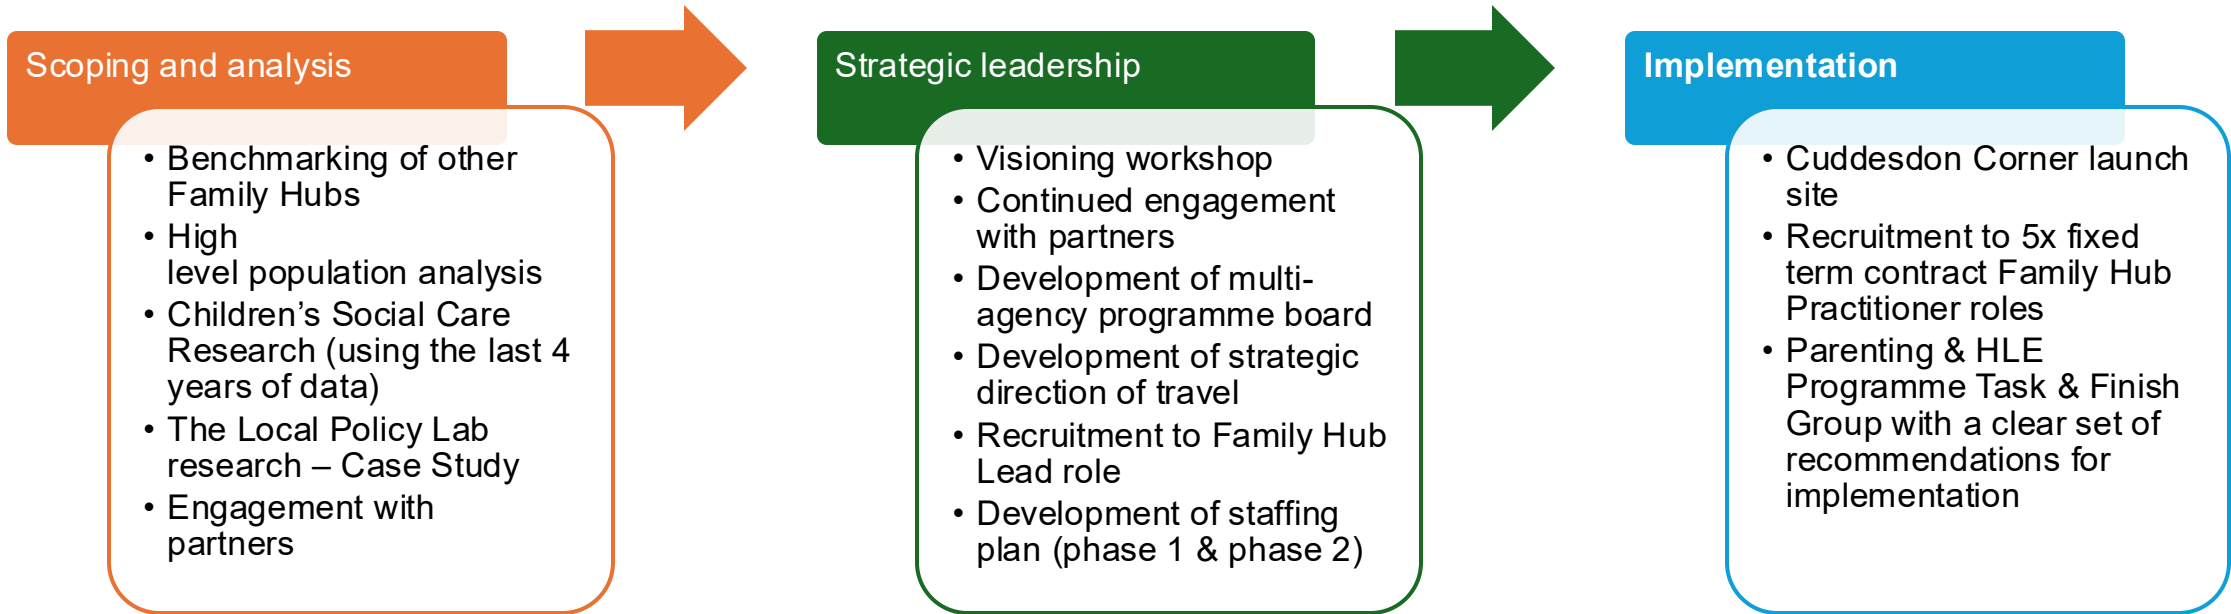 Scoping and analysis
• Benchmarking of other
Family Hubs
• High
level population analysis
• Children’s Social Care
Research (using the last 4
years of data)
• The Local Policy Lab
research – Case Study
• Engagement with
partners
Strategic leadership
• Visioning workshop
• Continued engagement
with partners
• Development of multi-
agency programme board
• Development of strategic
direction of travel
• Recruitment to Family Hub
Lead role
• Development of staffing
plan (phase 1 & phase 2)
Implementation
• Cuddesdon Corner launch
site
• Recruitment to 5x fixed
term contract Family Hub
Practitioner roles
• Parenting & HLE
Programme Task & Finish
Group with a clear set of
recommendations for
implementation